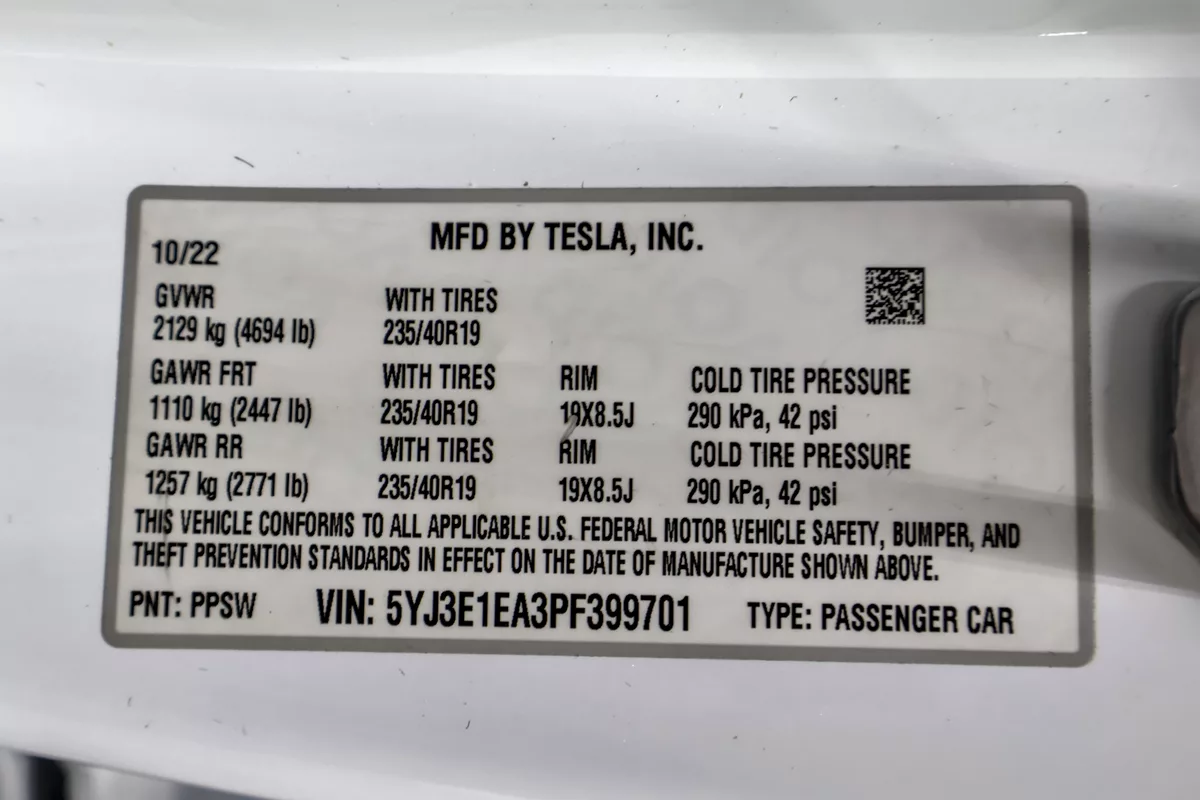 MFD BY TESLA, INC.
10/22
GVWR WITH TIRES
2129 kg (4694 lb) 235/40R19
GAWR FRT WITH TIRES RIM COLD TIRE PRESSURE
1110 kg (2447 lb) 235/40R19 19X8.5J 290 kPa, 42 psi
GAWR RR WITH TIRES RIM COLD TIRE PRESSURE
1257 kg (2771 lb) 235/40R19 19X8.5J 290 kPa, 42 psi
THIS VEHICLE CONFORMS TO ALL APPLICABLE U.S. FEDERAL MOTOR VEHICLE SAFETY, BUMPER, AND
THEFT PREVENTION STANDARDS IN EFFECT ON THE DATE OF MANUFACTURE SHOWN ABOVE.
PNT: PPSW VIN: 5YJ3E1EA3PF399701 TYPE: PASSENGER CAR